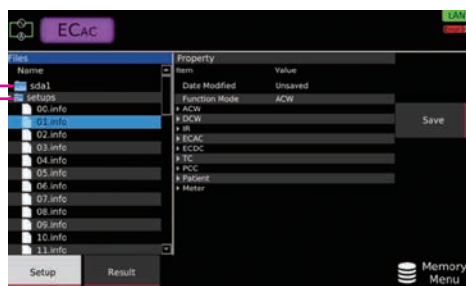 LAN
ECAC
Files
Name
sda1
setups
00.info
01.info
02.info
03.info
04.info
05.info
06.info
07.info
08.info
09.info
10.info
11.info
Property
Item Value
Date Modified Unsaved
Function Mode ACW
ACW
DCW
IR
ECAC
ECDC
TC
PCC
Patient
Meter
Save
Setup Result
Memory
Menu